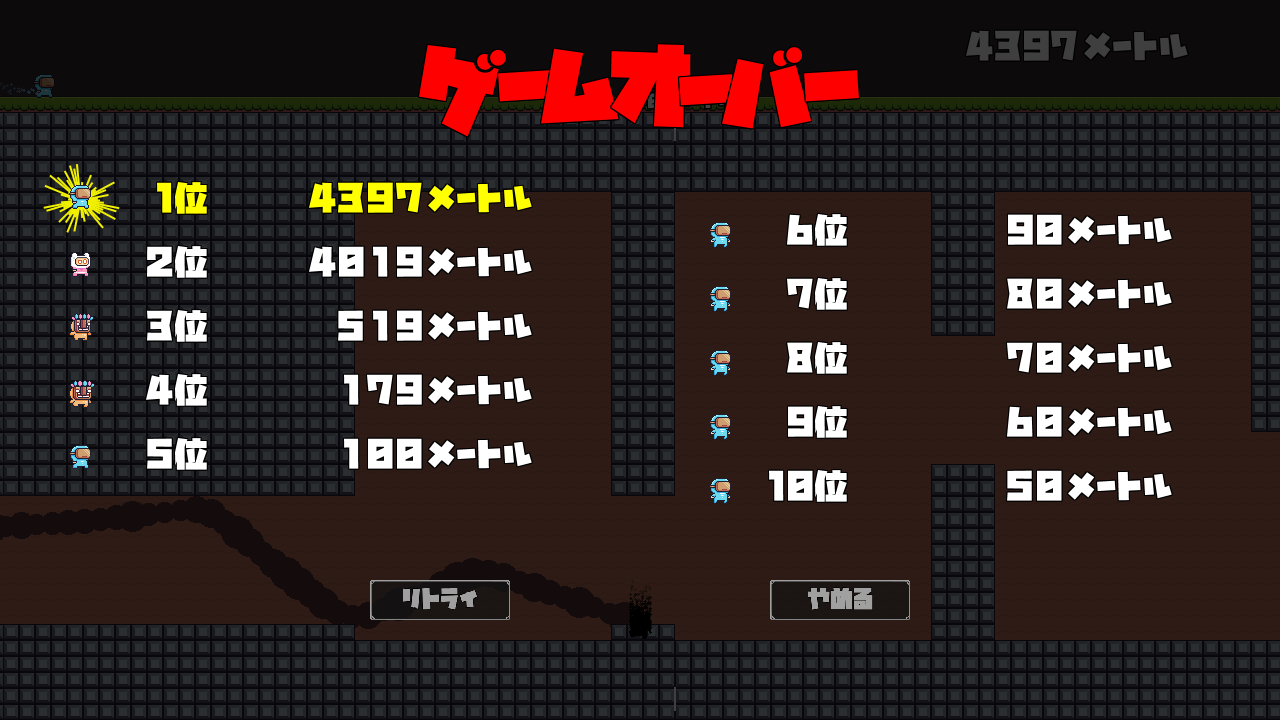 4397メートル
ゲームオーバー
1位 4397メートル
2位 4019メートル
3位 519メートル
4位 179メートル
5位 100メートル
6位 90メートル
7位 80メートル
8位 70メートル
9位 60メートル
10位 50メートル
リトライ
やめる